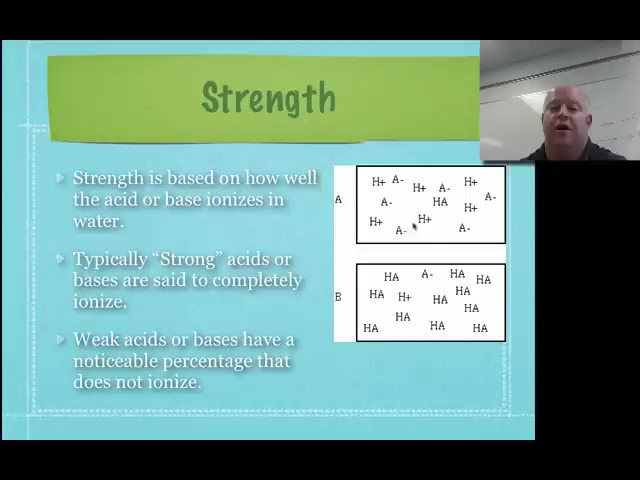 Strength
Strength is based on how well
the acid or base ionizes in
water.
Typically “Strong” acids or
bases are said to completely
ionize.
Weak acids or bases have a
noticeable percentage that
does not ionize.
A
H+ A- H+ A- H+
A- HA H+ A-
H+ A- H+ A-
B
HA A- HA HA
HA H+ HA HA HA
HA HA HA HA